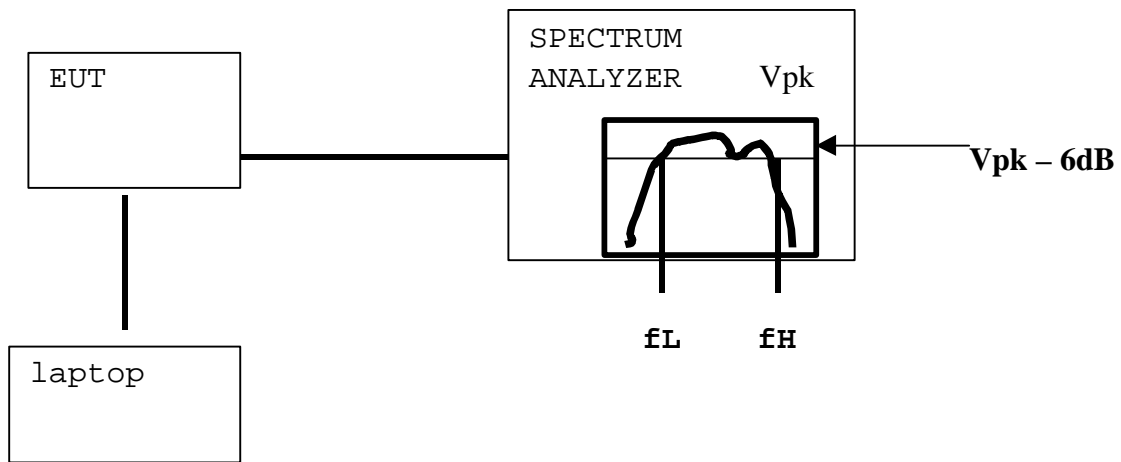 SPECTRUM
ANALYZER Vpk
EUT
Vpk – 6dB
fL fH
laptop